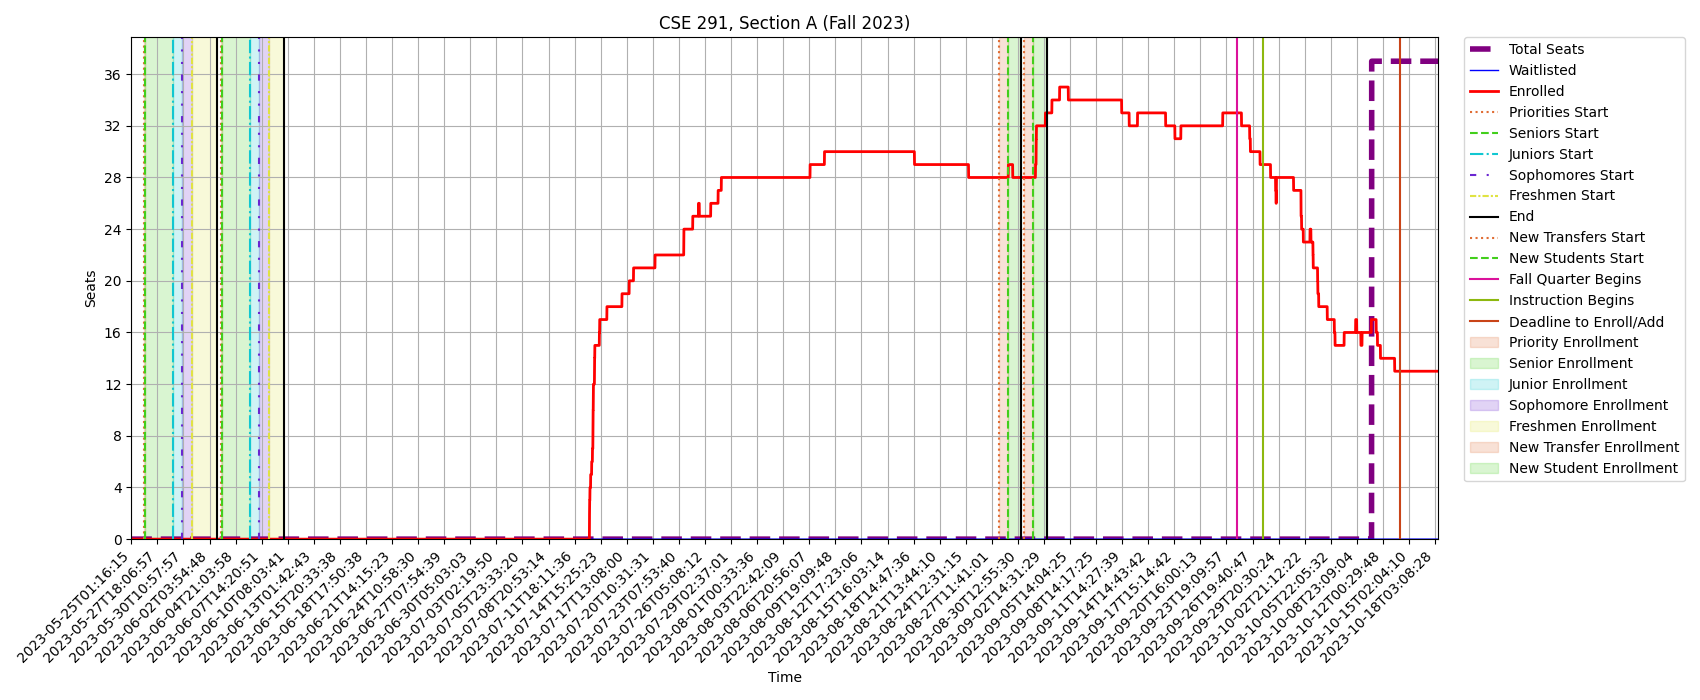 CSE 291, Section A (Fall 2023)
Seats
36
32
28
24
20
16
12
8
4
0
2023-05-25T01:16:15
2023-05-27T18:06:57
2023-05-30T10:57:57
2023-06-02T03:54:48
2023-06-04T21:03:58
2023-06-07T14:20:51
2023-06-10T08:03:41
2023-06-13T01:42:43
2023-06-15T20:33:38
2023-06-18T17:50:38
2023-06-21T14:15:23
2023-06-24T10:58:30
2023-06-27T07:54:39
2023-06-30T05:03:03
2023-07-03T02:19:50
2023-07-05T23:33:20
2023-07-08T20:53:14
2023-07-11T18:11:36
2023-07-14T15:25:23
2023-07-17T13:08:00
2023-07-20T10:31:31
2023-07-23T07:53:40
2023-07-26T05:08:12
2023-07-29T02:37:01
2023-08-01T00:33:36
2023-08-03T22:42:09
2023-08-06T20:56:07
2023-08-09T19:09:48
2023-08-12T17:23:06
2023-08-15T16:03:14
2023-08-18T14:47:36
2023-08-21T13:44:10
2023-08-24T12:31:15
2023-08-27T11:41:01
2023-08-30T12:55:30
2023-09-02T14:31:29
2023-09-05T14:04:25
2023-09-08T14:17:25
2023-09-11T14:27:39
2023-09-14T14:43:42
2023-09-17T15:14:42
2023-09-20T16:00:13
2023-09-23T19:09:57
2023-09-26T19:40:47
2023-09-29T20:30:24
2023-10-02T21:12:22
2023-10-05T22:05:32
2023-10-08T23:09:04
2023-10-12T00:29:48
2023-10-15T02:04:10
2023-10-18T03:08:28
Time
Total Seats
Waitlisted
Enrolled
Priorities Start
Seniors Start
Juniors Start
Sophomores Start
Freshmen Start
End
New Transfers Start
New Students Start
Fall Quarter Begins
Instruction Begins
Deadline to Enroll/Add
Priority Enrollment
Senior Enrollment
Junior Enrollment
Sophomore Enrollment
Freshmen Enrollment
New Transfer Enrollment
New Student Enrollment